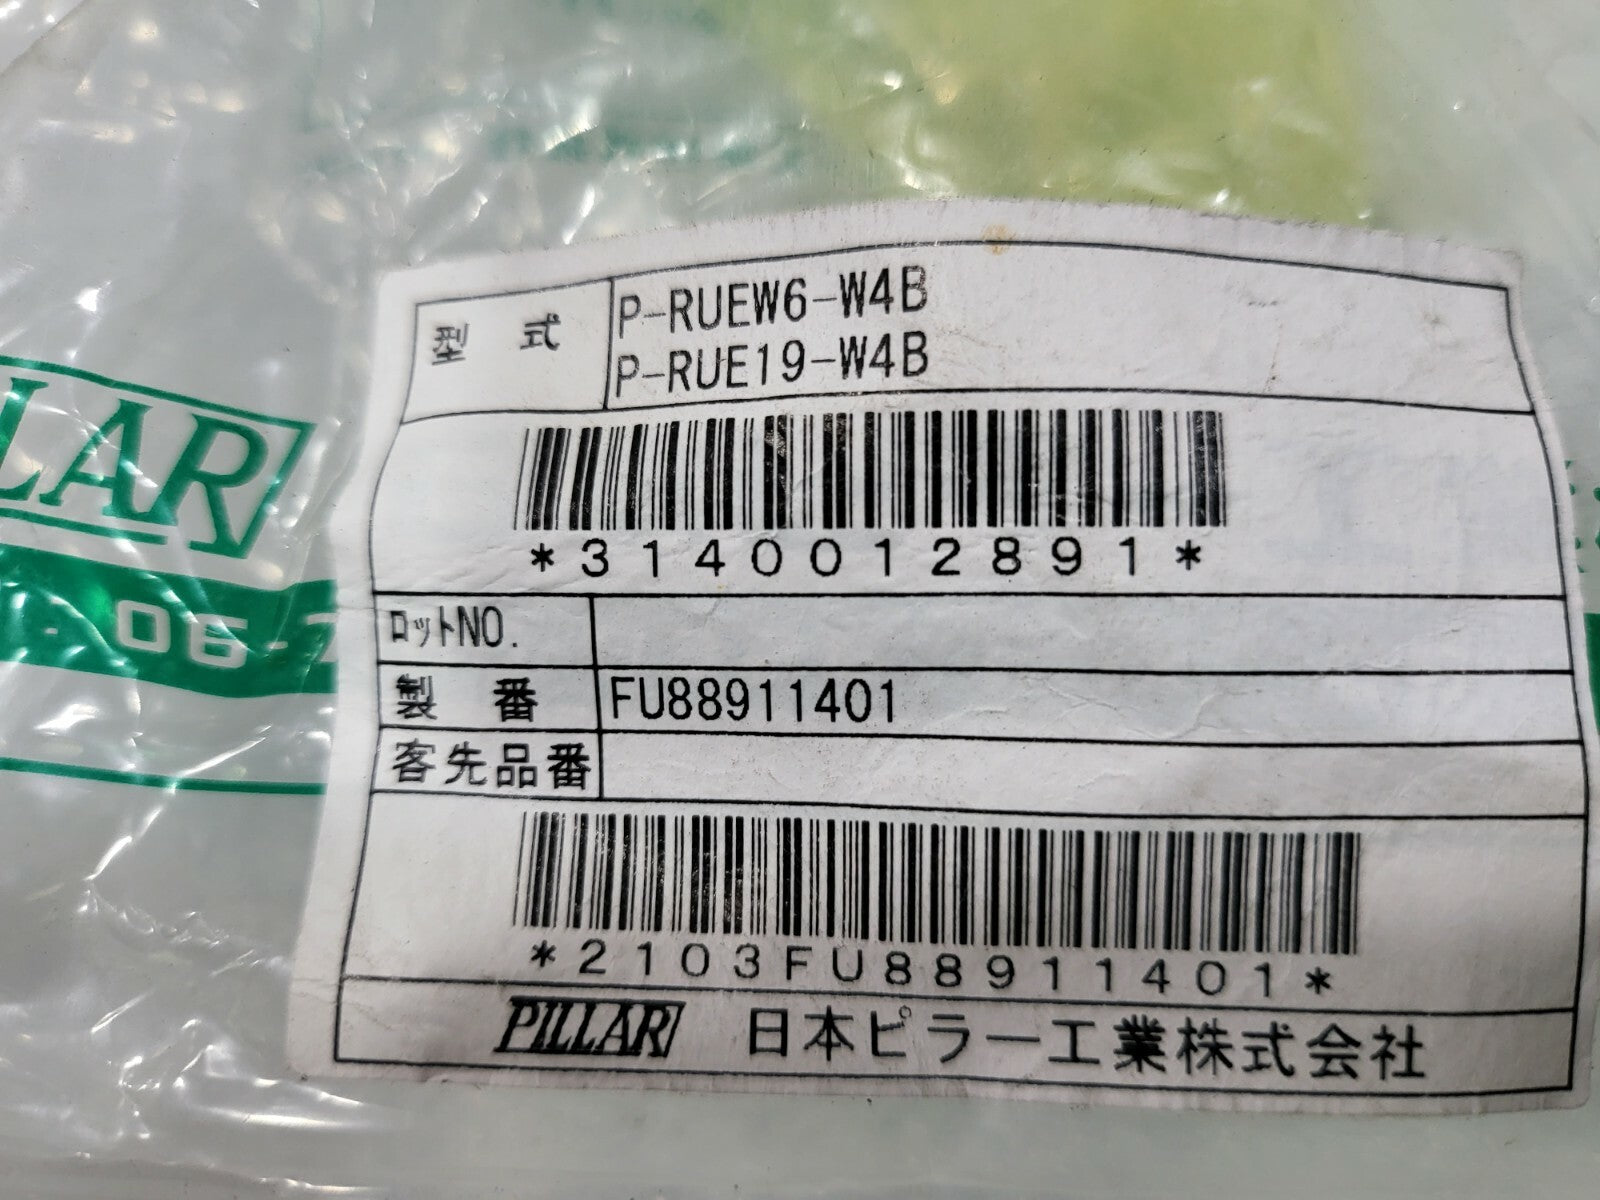 型 式 P-RUEW6-W4B
P-RUE19-W4B
*3140012891*
ロットNO.
製 番 FU88911401
客先品番
*2103FU88911401*
PILLAR 日本ピラー工業株式会社
LAR
06-7